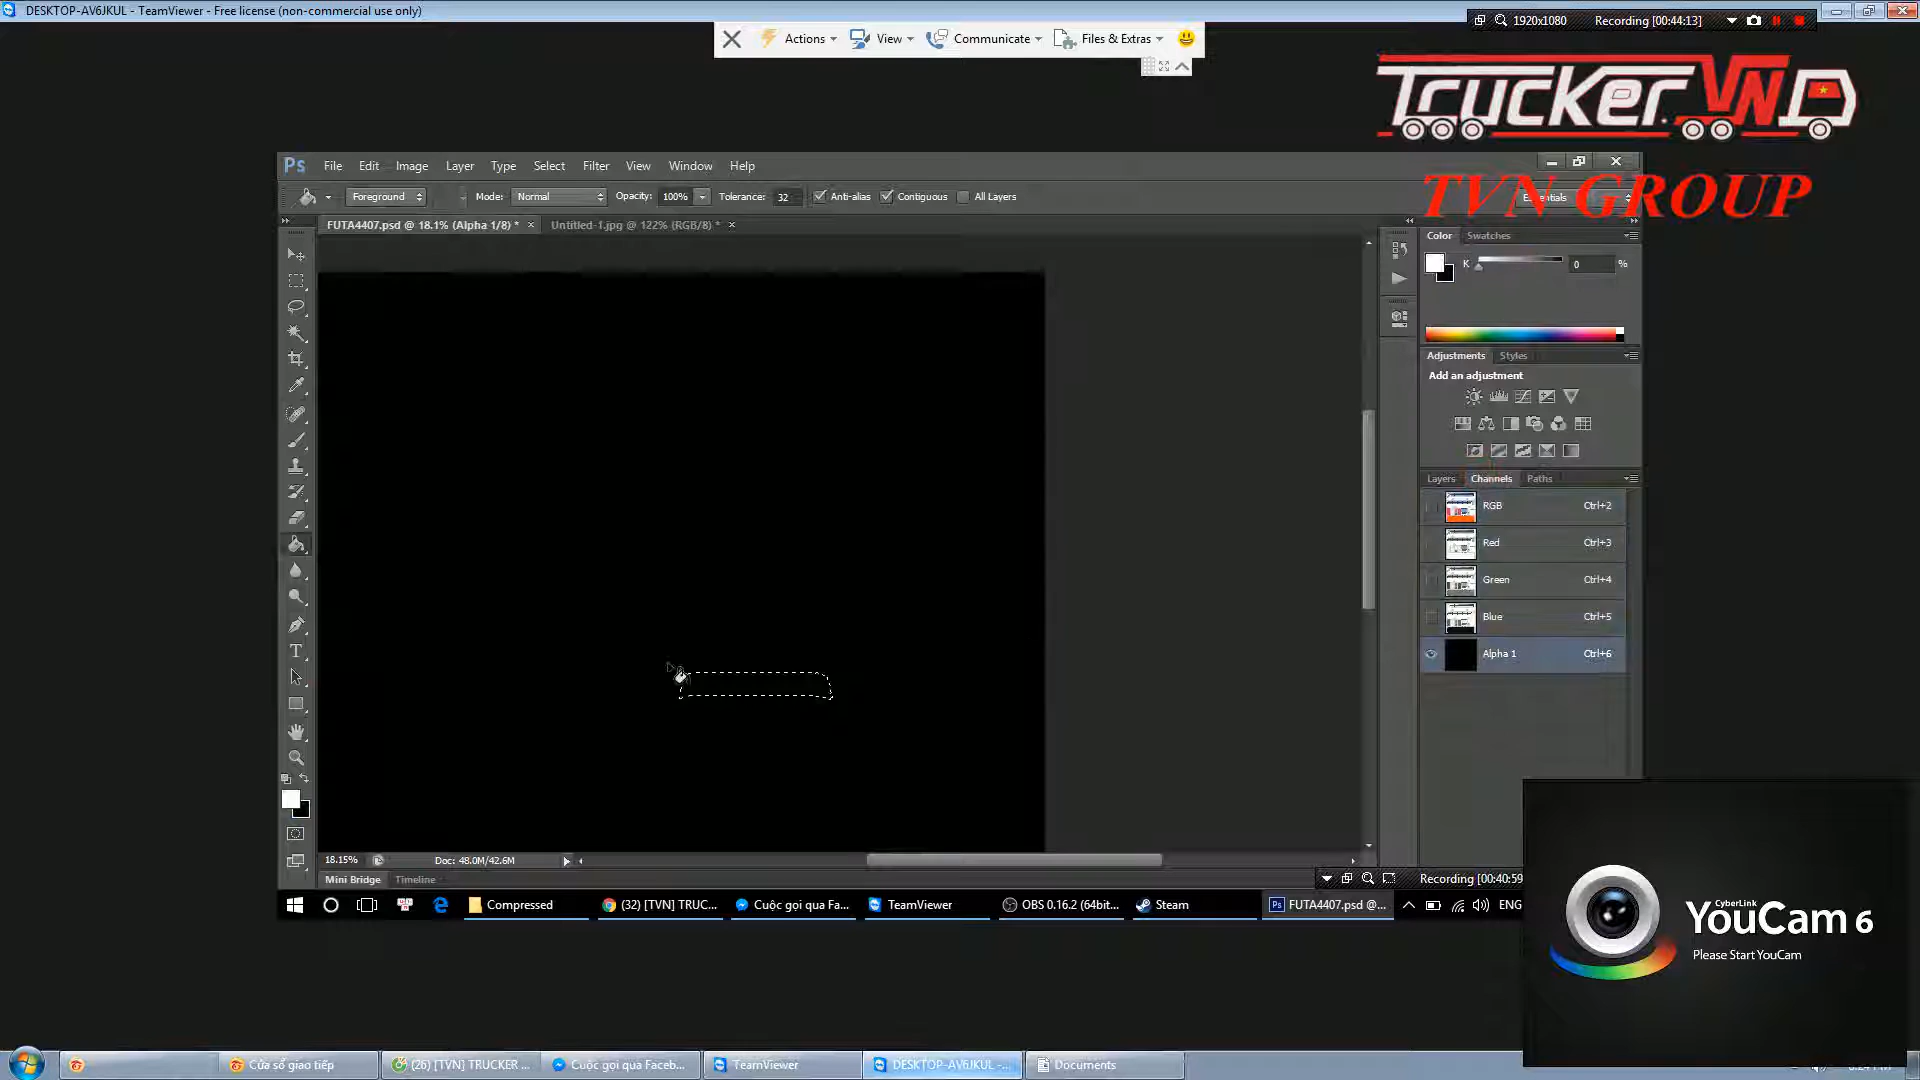 DESKTOP-AV6JKUL - TeamViewer - Free license (non-commercial use only)
1920x1080 Recording [00:44:13]
Actions View Communicate Files & Extras
Trucker.VN
TVN GROUP
Ps File Edit Image Layer Type Select Filter View Window Help
Foreground Mode: Normal Opacity: 100% Tolerance: 32 Anti-alias Contiguous All Layers Essentials
FUTA4407.psd @ 18.1% (Alpha 1/8) * × Untitled-1.jpg @ 122% (RGB/8) * ×
Color Swatches
K 0 %
Adjustments Styles
Add an adjustment
Layers Channels Paths
RGB Ctrl+2
Red Ctrl+3
Green Ctrl+4
Blue Ctrl+5
Alpha 1 Ctrl+6
18.15% Doc: 48.0M/42.6M
Mini Bridge Timeline
Recording [00:40:59
Compressed (32) [TVN] TRUC... Cuộc gọi qua Fa... TeamViewer OBS 0.16.2 (64bit... Steam FUTA4407.psd @... ENG
CyberLink
YouCam 6
Please Start YouCam
Cửa sổ giao tiếp (26) [TVN] TRUCKER ... Cuộc gọi qua Faceb... TeamViewer DESKTOP-AV6JKUL -... Documents